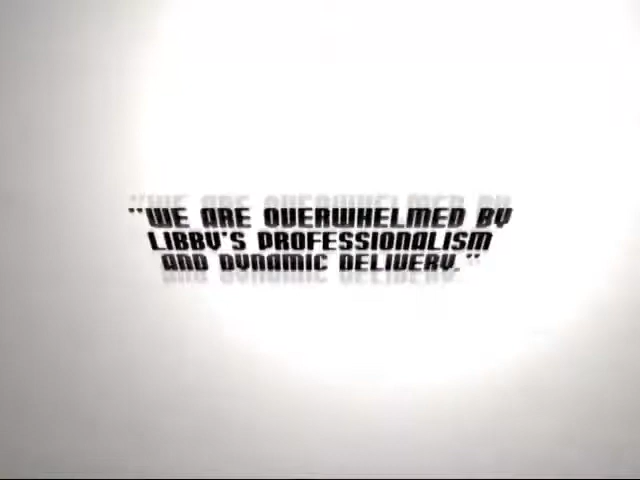 "WE ARE OVERWHELMED BY
LIBBY'S PROFESSIONALISM
AND DYNAMIC DELIVERY."